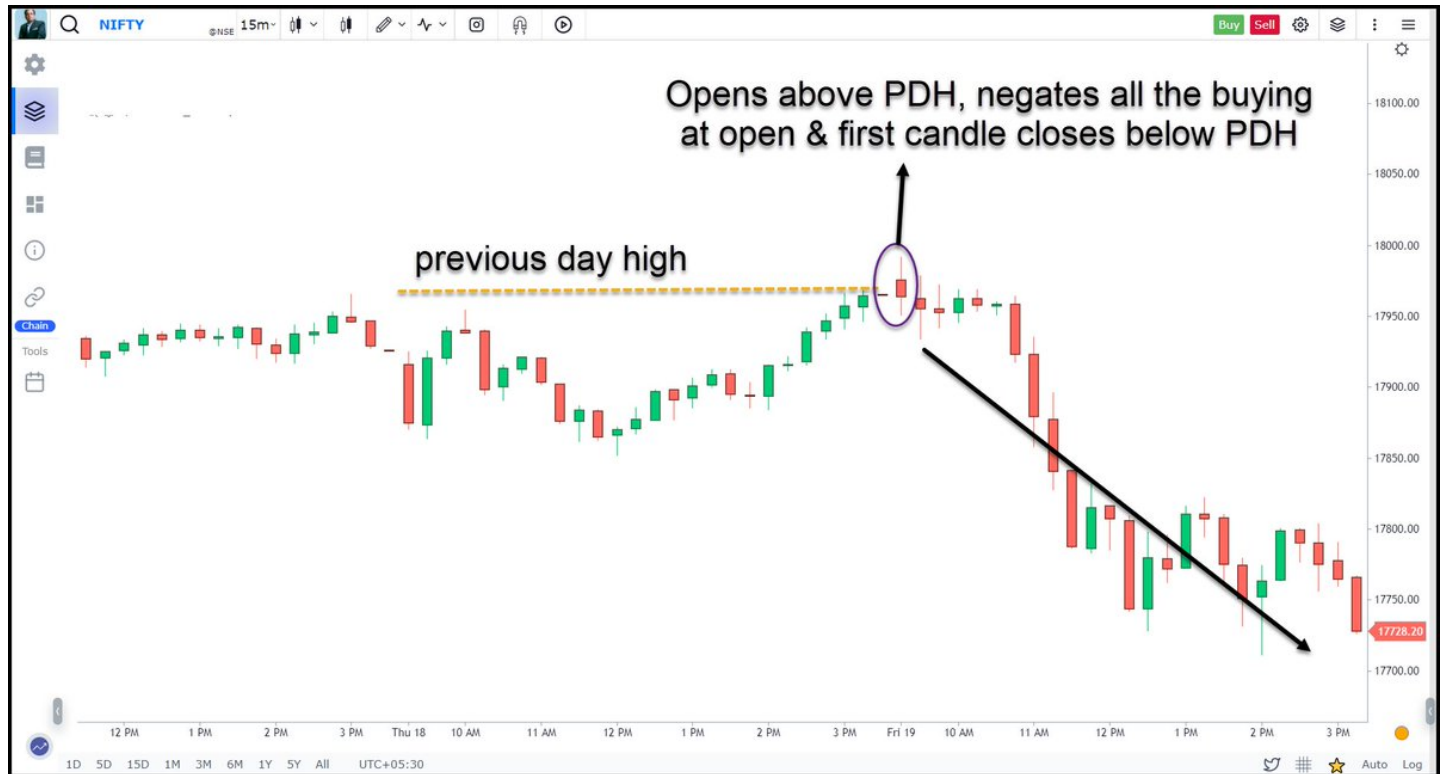 NIFTY @NSE 15m Buy Sell
Opens above PDH, negates all the buying
at open & first candle closes below PDH
previous day high
Chain
Tools
18100.00
18050.00
18000.00
17950.00
17900.00
17850.00
17800.00
17750.00
17728.20
17700.00
12 PM 1 PM 2 PM 3 PM Thu 18 10 AM 11 AM 12 PM 1 PM 2 PM 3 PM Fri 19 10 AM 11 AM 12 PM 1 PM 2 PM 3 PM
1D 5D 15D 1M 3M 6M 1Y 5Y All UTC+05:30 Auto Log